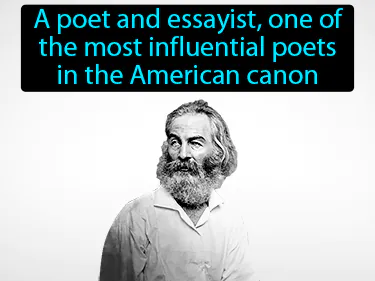 A poet and essayist, one of
the most influential poets
in the American canon